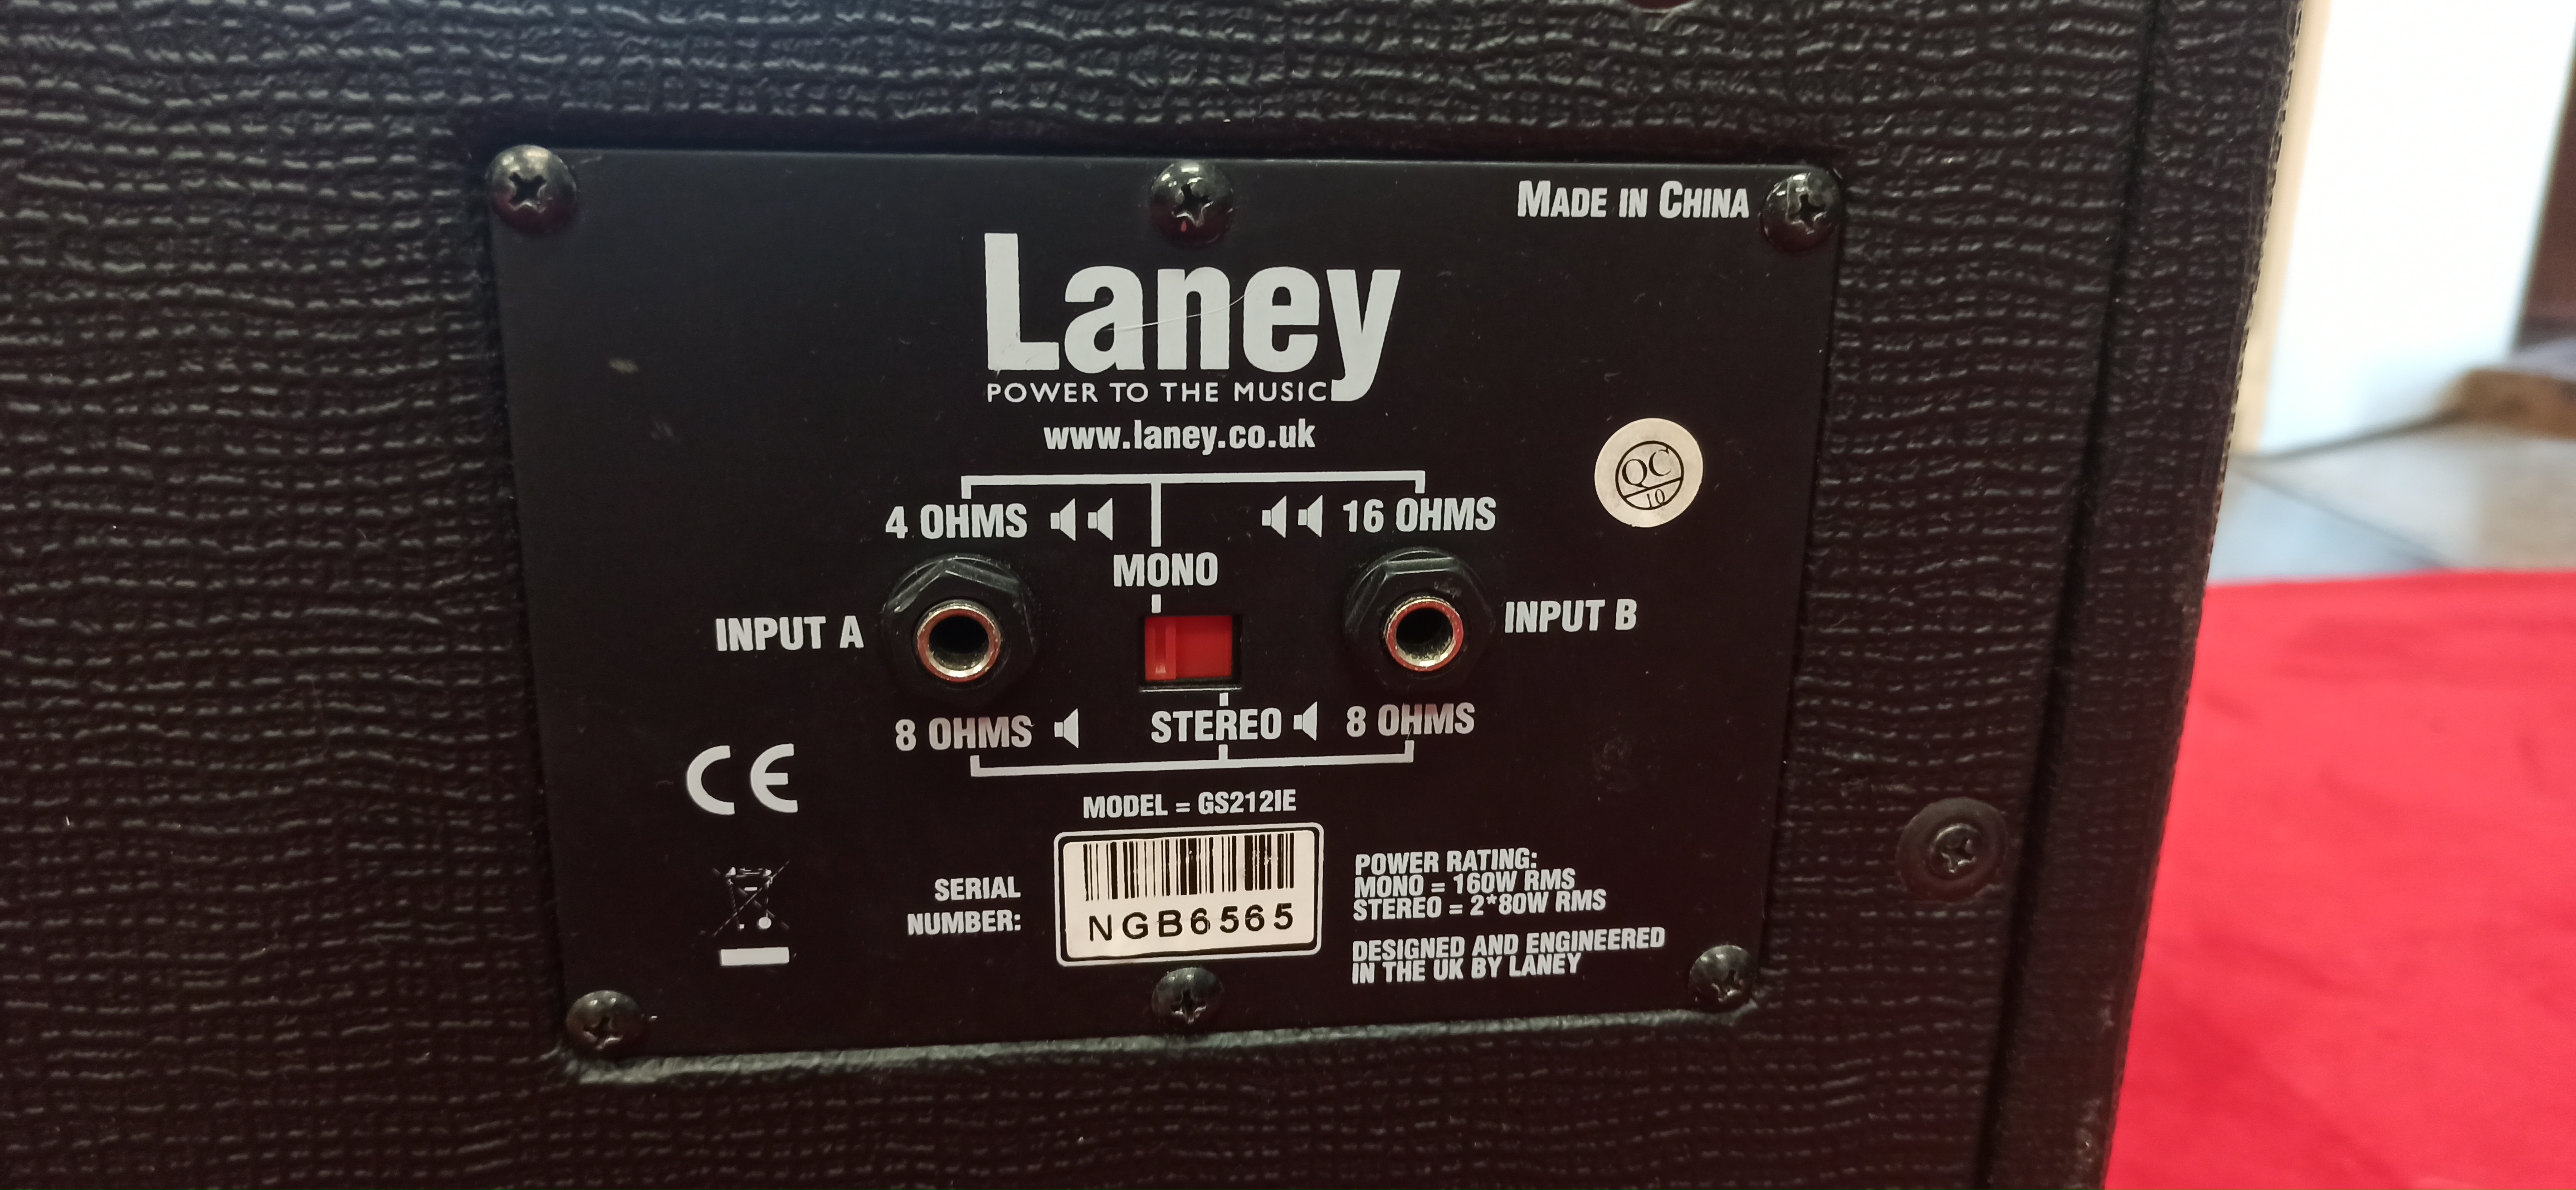 MADE IN CHINA
Laney
POWER TO THE MUSIC
www.laney.co.uk
4 OHMS
16 OHMS
MONO
INPUT A
INPUT B
8 OHMS
STEREO
8 OHMS
QC
10
CE
MODEL = GS212IE
SERIAL
NUMBER:
NGB6565
POWER RATING:
MONO = 160W RMS
STEREO = 2*80W RMS
DESIGNED AND ENGINEERED
IN THE UK BY LANEY